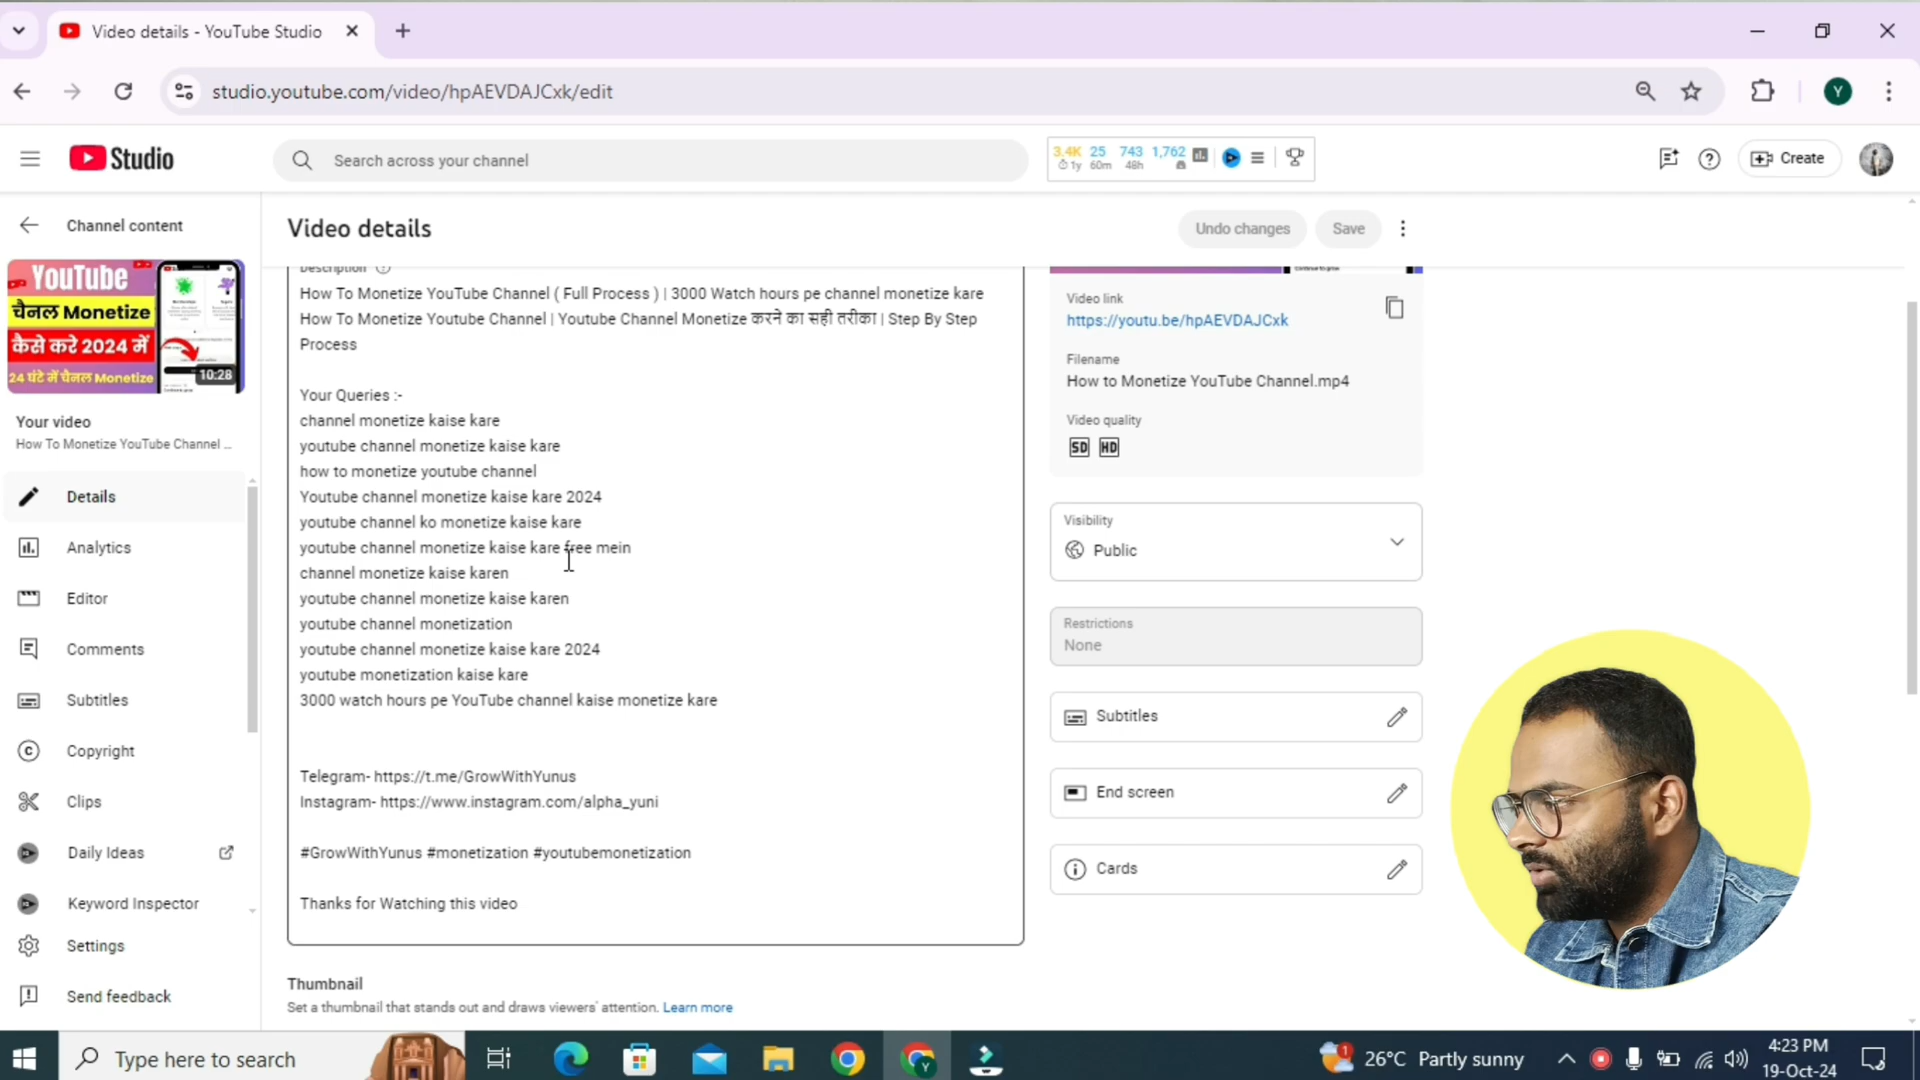 Video details - YouTube Studio
studio.youtube.com/video/hpAEVDAJCxk/edit
Y
Studio
Search across your channel
3.4K 25 743 1,762
1y 60m 48h
Create
Channel content
Video details
Undo changes
Save
YouTube
चैनल Monetize
कैसे करे 2024 में
24 घंटे में चैनल Monetize
10:28
Your video
How To Monetize YouTube Channel ...
Details
Analytics
Editor
Comments
Subtitles
Copyright
Clips
Daily Ideas
Keyword Inspector
Settings
Send feedback
Description
How To Monetize YouTube Channel ( Full Process ) | 3000 Watch hours pe channel monetize kare
How To Monetize Youtube Channel | Youtube Channel Monetize करने का सही तरीका | Step By Step
Process
Your Queries :-
channel monetize kaise kare
youtube channel monetize kaise kare
how to monetize youtube channel
Youtube channel monetize kaise kare 2024
youtube channel ko monetize kaise kare
youtube channel monetize kaise kare free mein
channel monetize kaise karen
youtube channel monetize kaise karen
youtube channel monetization
youtube channel monetize kaise kare 2024
youtube monetization kaise kare
3000 watch hours pe YouTube channel kaise monetize kare
Telegram- https://t.me/GrowWithYunus
Instagram- https://www.instagram.com/alpha_yuni
#GrowWithYunus #monetization #youtubemonetization
Thanks for Watching this video
Thumbnail
Set a thumbnail that stands out and draws viewers' attention. Learn more
Video link
https://youtu.be/hpAEVDAJCxk
Filename
How to Monetize YouTube Channel.mp4
Video quality
SD HD
Visibility
Public
Restrictions
None
Subtitles
End screen
Cards
Type here to search
26°C Partly sunny
4:23 PM
19-Oct-24